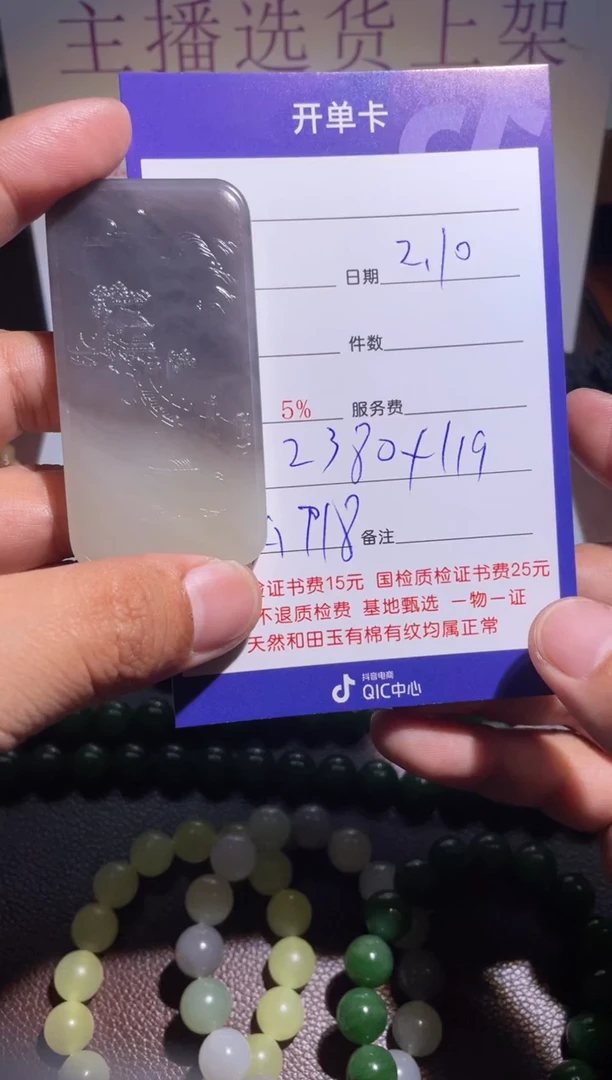 主播选货上架
开单卡
日期 2.10
件数
5% 服务费
2380+119
718 备注
证书费15元 国检质检证书费25元
不退质检费 基地甄选 一物一证
天然和田玉有棉有纹均属正常
抖音电商
QIC中心